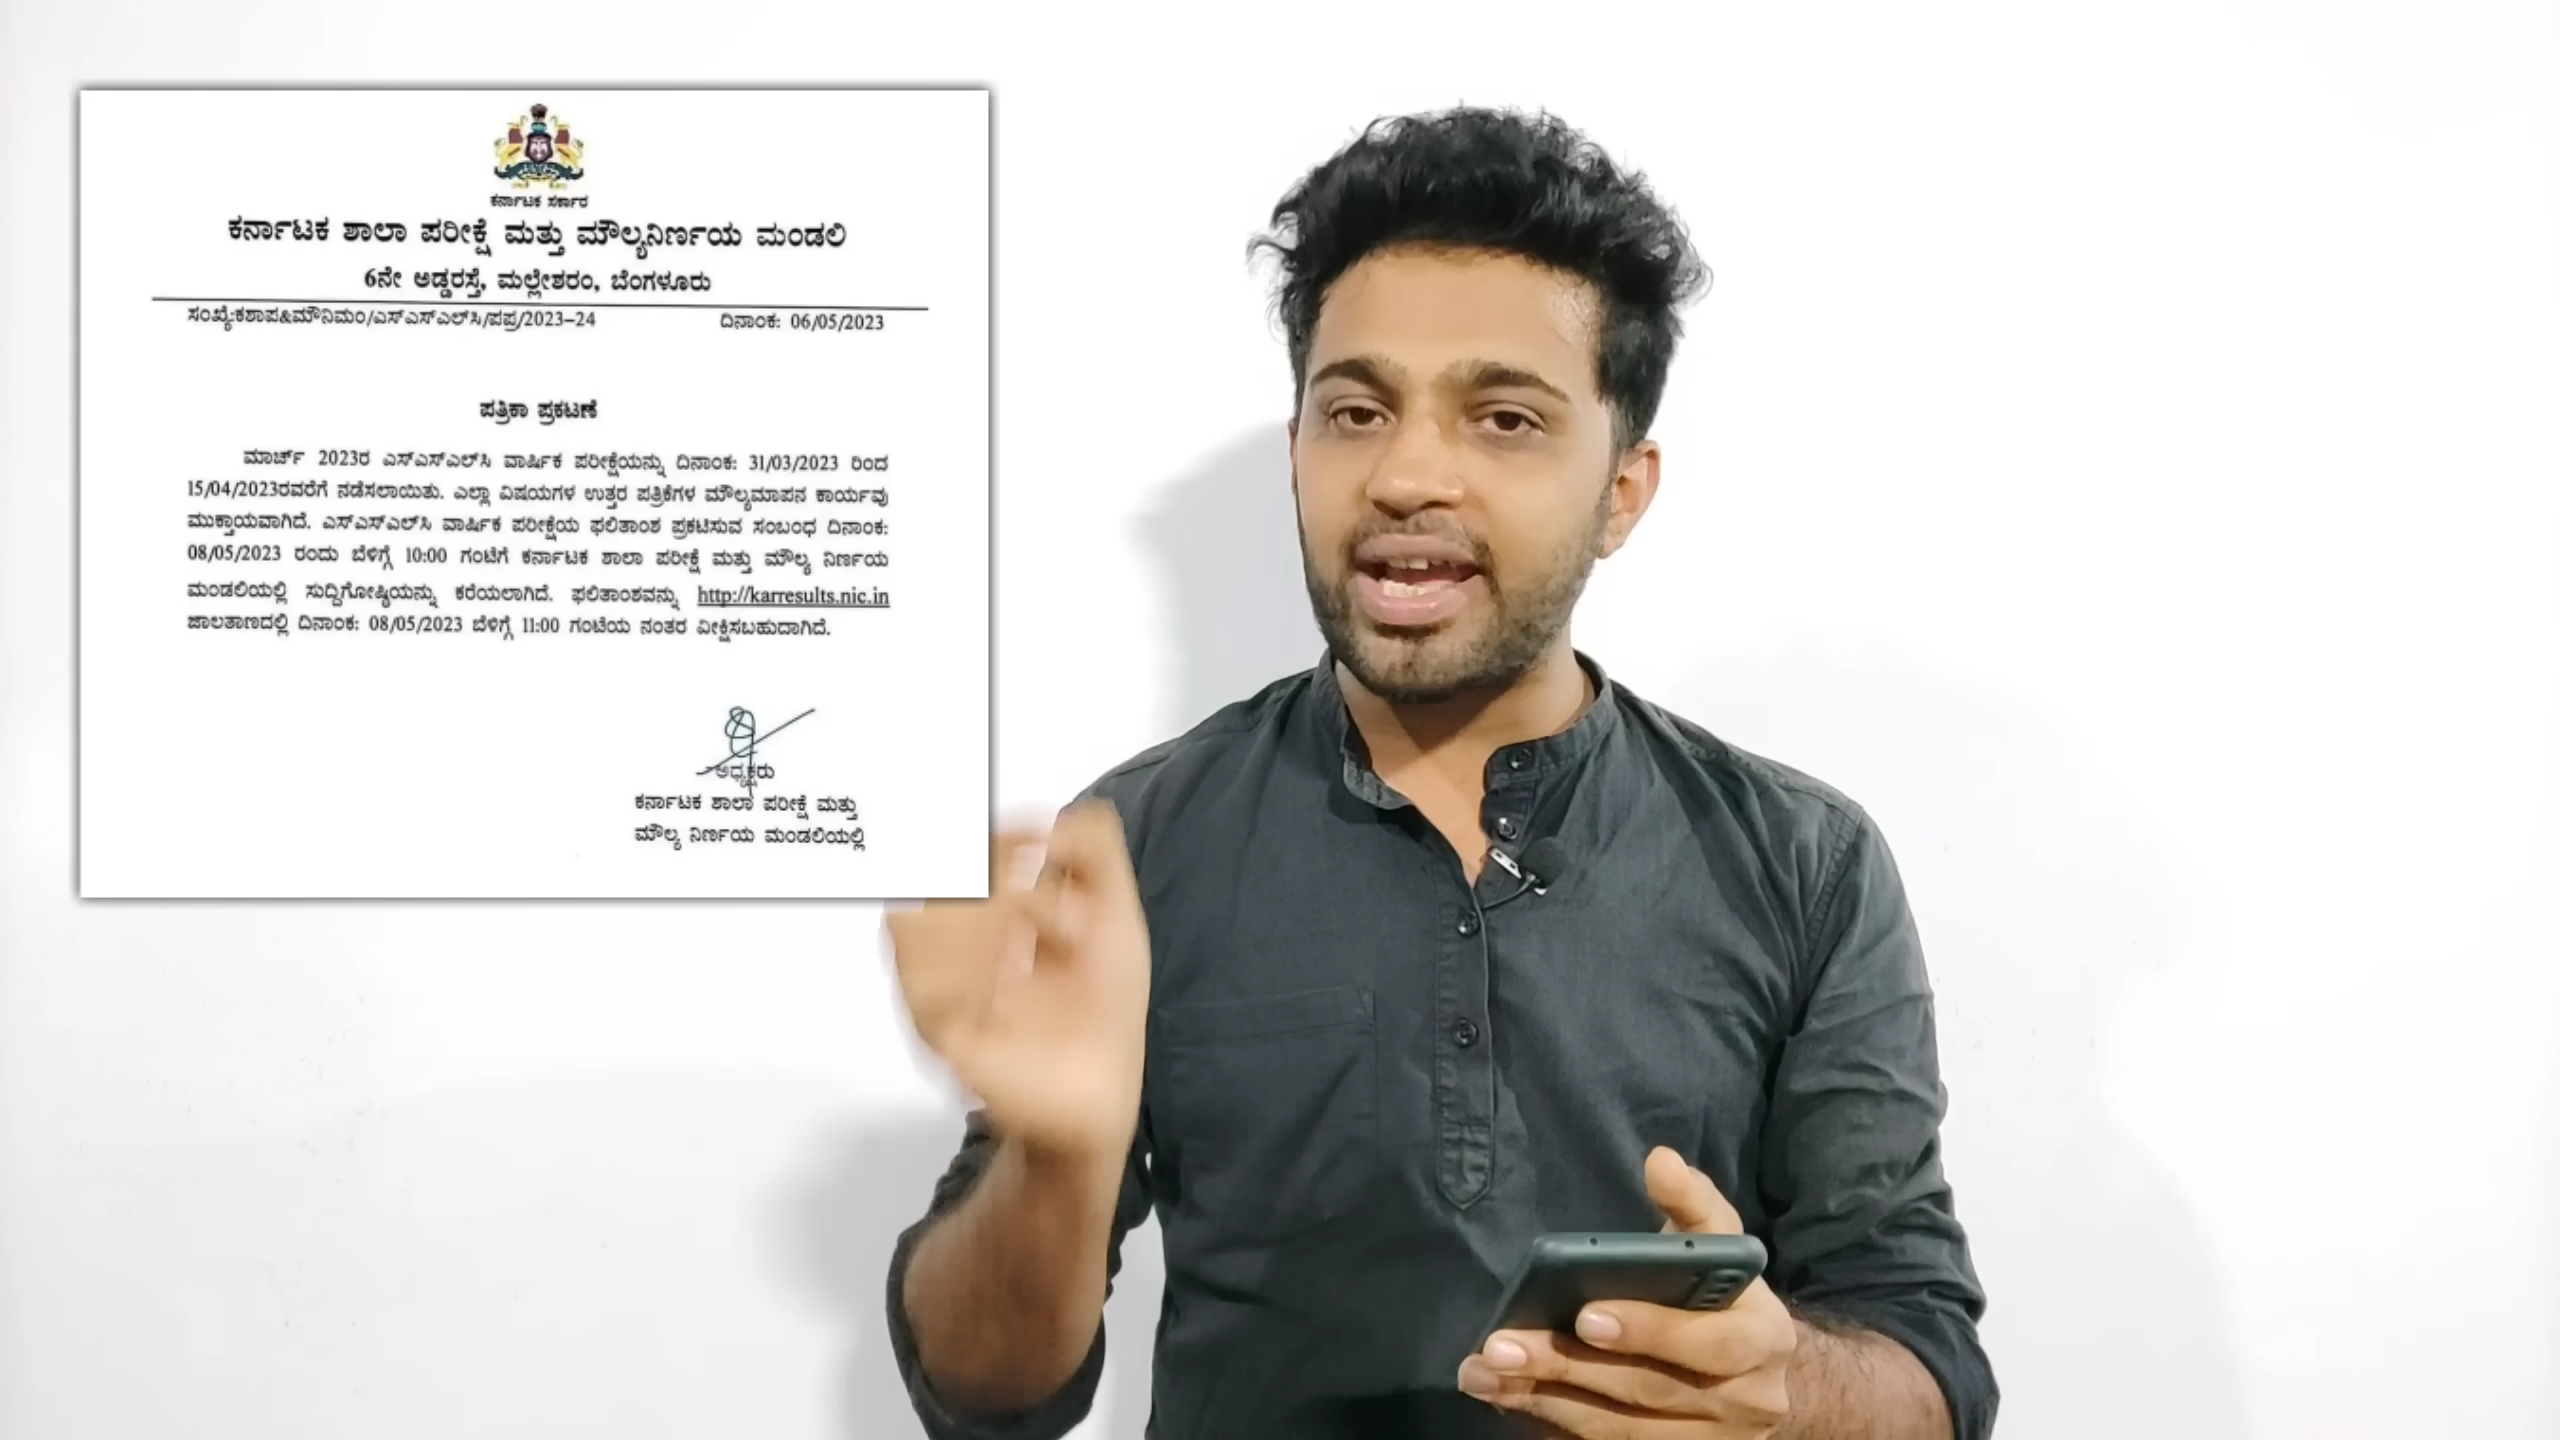 ಕರ್ನಾಟಕ ಸರ್ಕಾರ
ಕರ್ನಾಟಕ ಶಾಲಾ ಪರೀಕ್ಷೆ ಮತ್ತು ಮೌಲ್ಯನಿರ್ಣಯ ಮಂಡಲಿ
6ನೇ ಅಡ್ಡರಸ್ತೆ, ಮಲ್ಲೇಶರಂ, ಬೆಂಗಳೂರು
ಸಂಖ್ಯೆ:ಕಶಾಪ&ಮೌನಿಮಂ/ಎಸ್‌ಎಸ್‌ಎಲ್‌ಸಿ/ಪಪ್ರ/2023-24 ದಿನಾಂಕ: 06/05/2023
ಪತ್ರಿಕಾ ಪ್ರಕಟಣೆ
ಮಾರ್ಚ್ 2023ರ ಎಸ್‌ಎಸ್‌ಎಲ್‌ಸಿ ವಾರ್ಷಿಕ ಪರೀಕ್ಷೆಯನ್ನು ದಿನಾಂಕ: 31/03/2023 ರಿಂದ
15/04/2023ರವರೆಗೆ ನಡೆಸಲಾಯಿತು. ಎಲ್ಲಾ ವಿಷಯಗಳ ಉತ್ತರ ಪತ್ರಿಕೆಗಳ ಮೌಲ್ಯಮಾಪನ ಕಾರ್ಯವು
ಮುಕ್ತಾಯವಾಗಿದೆ. ಎಸ್‌ಎಸ್‌ಎಲ್‌ಸಿ ವಾರ್ಷಿಕ ಪರೀಕ್ಷೆಯ ಫಲಿತಾಂಶ ಪ್ರಕಟಿಸುವ ಸಂಬಂಧ ದಿನಾಂಕ:
08/05/2023 ರಂದು ಬೆಳಿಗ್ಗೆ 10:00 ಗಂಟೆಗೆ ಕರ್ನಾಟಕ ಶಾಲಾ ಪರೀಕ್ಷೆ ಮತ್ತು ಮೌಲ್ಯ ನಿರ್ಣಯ
ಮಂಡಲಿಯಲ್ಲಿ ಸುದ್ದಿಗೋಷ್ಠಿಯನ್ನು ಕರೆಯಲಾಗಿದೆ. ಫಲಿತಾಂಶವನ್ನು http://karresults.nic.in
ಜಾಲತಾಣದಲ್ಲಿ ದಿನಾಂಕ: 08/05/2023 ಬೆಳಿಗ್ಗೆ 11:00 ಗಂಟೆಯ ನಂತರ ವೀಕ್ಷಿಸಬಹುದಾಗಿದೆ.
ಅಧ್ಯಕ್ಷರು
ಕರ್ನಾಟಕ ಶಾಲಾ ಪರೀಕ್ಷೆ ಮತ್ತು
ಮೌಲ್ಯ ನಿರ್ಣಯ ಮಂಡಲಿಯಲ್ಲಿ